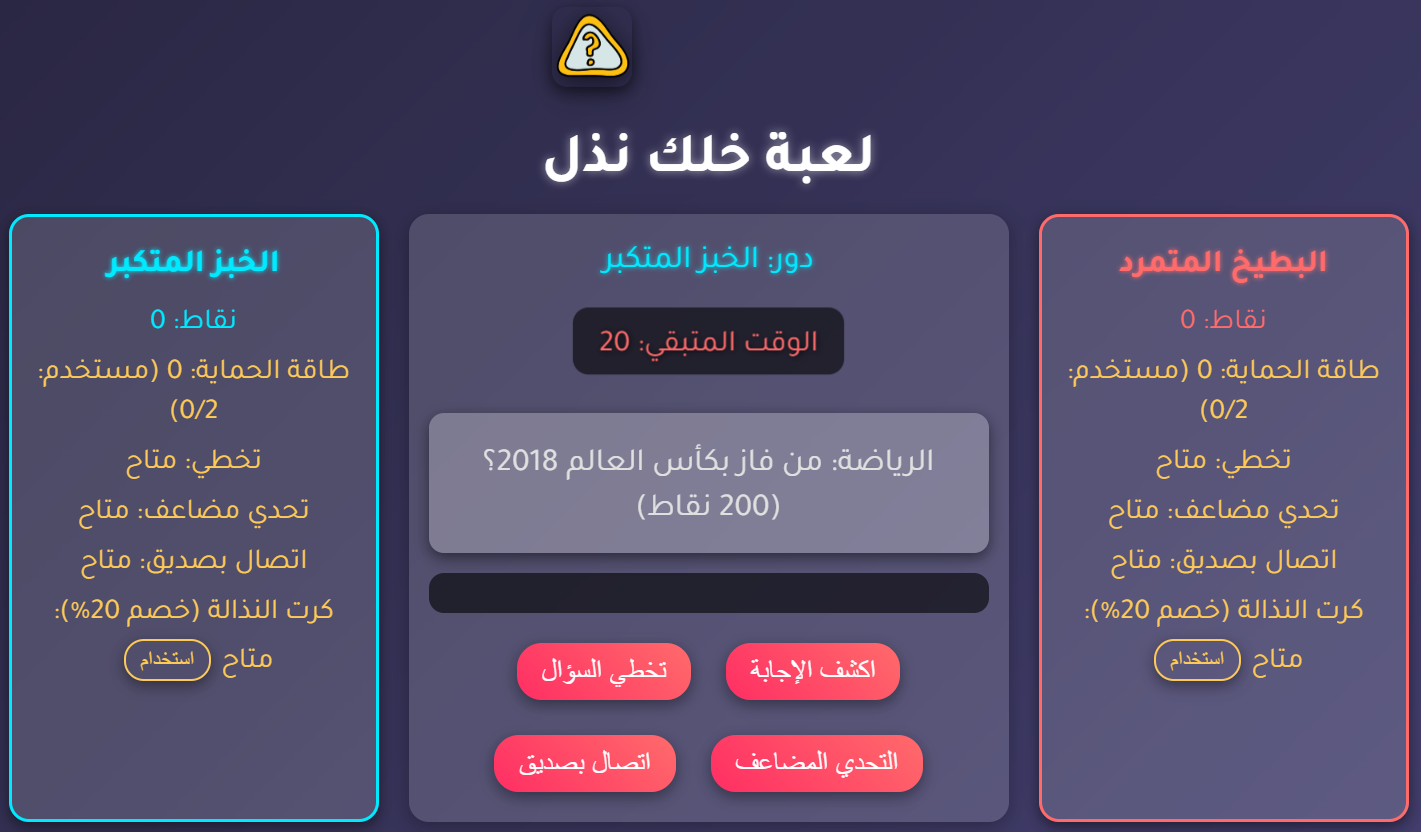 ?
لعبة خلك نذل
البطيخ المتمرد
نقاط: 0
طاقة الحماية: 0 (مستخدم:
0/2)
تخطي: متاح
تحدي مضاعف: متاح
اتصال بصديق: متاح
كرت النذالة (خصم 20%):
متاح استخدام
دور: الخبز المتكبر
الوقت المتبقي: 20
الرياضة: من فاز بكأس العالم 2018؟
(200 نقاط)
اكشف الإجابة تخطي السؤال
التحدي المضاعف اتصال بصديق
الخبز المتكبر
نقاط: 0
طاقة الحماية: 0 (مستخدم:
0/2)
تخطي: متاح
تحدي مضاعف: متاح
اتصال بصديق: متاح
كرت النذالة (خصم 20%):
متاح استخدام